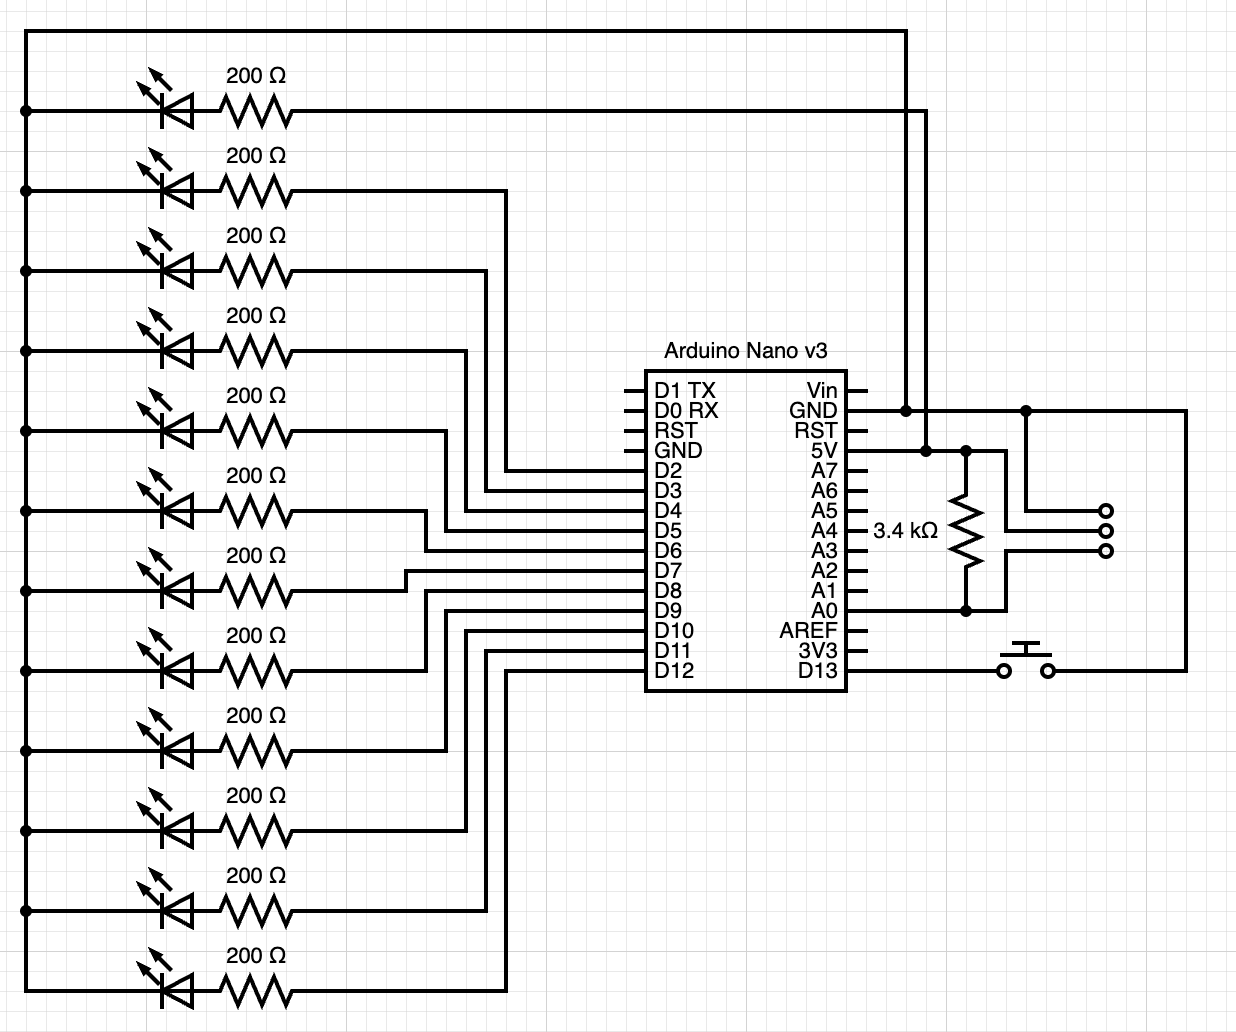 200 Ω
200 Ω
200 Ω
200 Ω
200 Ω
200 Ω
200 Ω
200 Ω
200 Ω
200 Ω
200 Ω
200 Ω
Arduino Nano v3
D1 TX
D0 RX
RST
GND
D2
D3
D4
D5
D6
D7
D8
D9
D10
D11
D12
Vin
GND
RST
5V
A7
A6
A5
A4
A3
A2
A1
A0
AREF
3V3
D13
3.4 kΩ